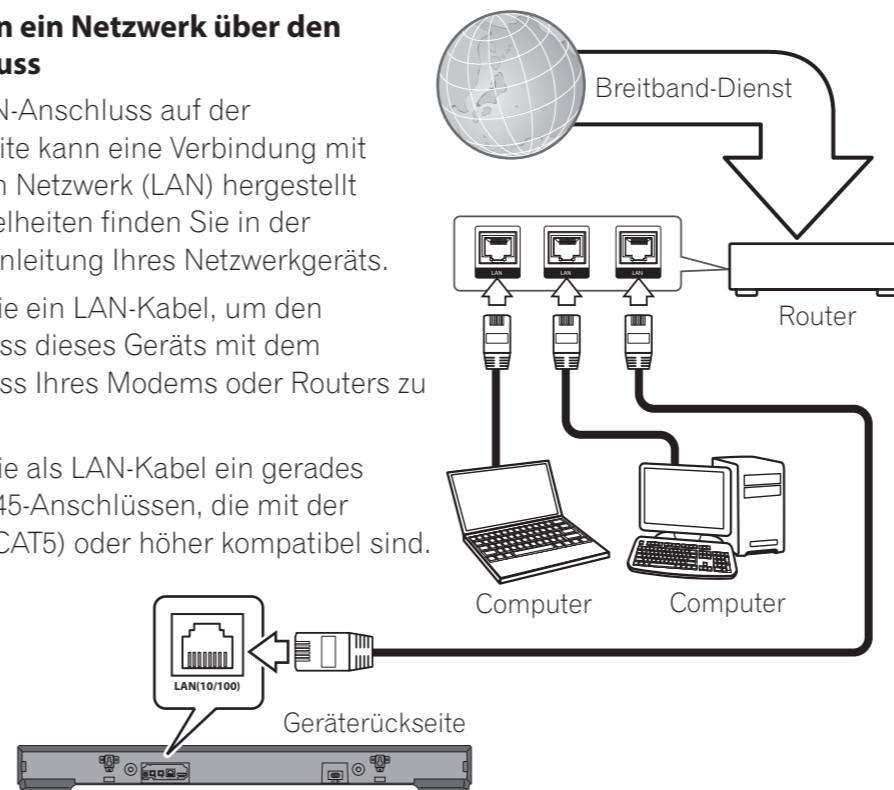 n ein Netzwerk über den
uss
N-Anschluss auf der
ite kann eine Verbindung mit
n Netzwerk (LAN) hergestellt
elheiten finden Sie in der
nleitung Ihres Netzwerkgeräts.
ie ein LAN-Kabel, um den
ss dieses Geräts mit dem
ss Ihres Modems oder Routers zu
ie als LAN-Kabel ein gerades
45-Anschlüssen, die mit der
CAT5) oder höher kompatibel sind.
Breitband-Dienst
LAN
LAN
LAN
Router
Computer
Computer
LAN(10/100)
Geräterückseite